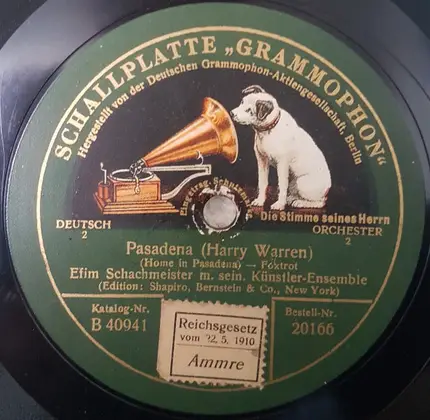 SCHALLPLATTE „GRAMMOPHON“
Hergestellt von der Deutschen Grammophon-Aktiengesellschaft, Berlin
Eingetrag. Schutzmarke
Die Stimme seines Herrn
DEUTSCH
2
ORCHESTER
2
Pasadena (Harry Warren)
(Home in Pasadena) — Foxtrot
Efim Schachmeister m. sein. Künstler-Ensemble
(Edition: Shapiro, Bernstein & Co., New York)
Katalog-Nr.
B 40941
Reichsgesetz
vom 22. 5. 1910
Ammre
Bestell-Nr.
20166